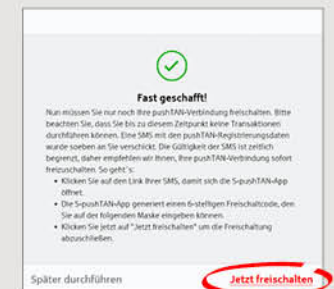 Fast geschafft!
Nun müssen Sie nur noch Ihre pushTAN-Verbindung freischalten. Bitte
beachten Sie, dass Sie bis zu diesem Zeitpunkt keine Transaktionen
durchführen können. Eine SMS mit den pushTAN-Registrierungsdaten
wurde soeben an Sie verschickt. Die Gültigkeit der SMS ist zeitlich
begrenzt, daher empfehlen wir Ihnen, Ihre pushTAN-Verbindung sofort
freizuschalten. So geht´s:
• Klicken Sie auf den Link Ihrer SMS, damit sich die S-pushTAN-App
öffnet.
• Die S-pushTAN-App generiert einen 6-stelligen Freischaltcode, den
Sie auf der folgenden Maske eingeben können.
• Klicken Sie jetzt auf "Jetzt freischalten" um die Freischaltung
abzuschließen.
Später durchführen Jetzt freischalten